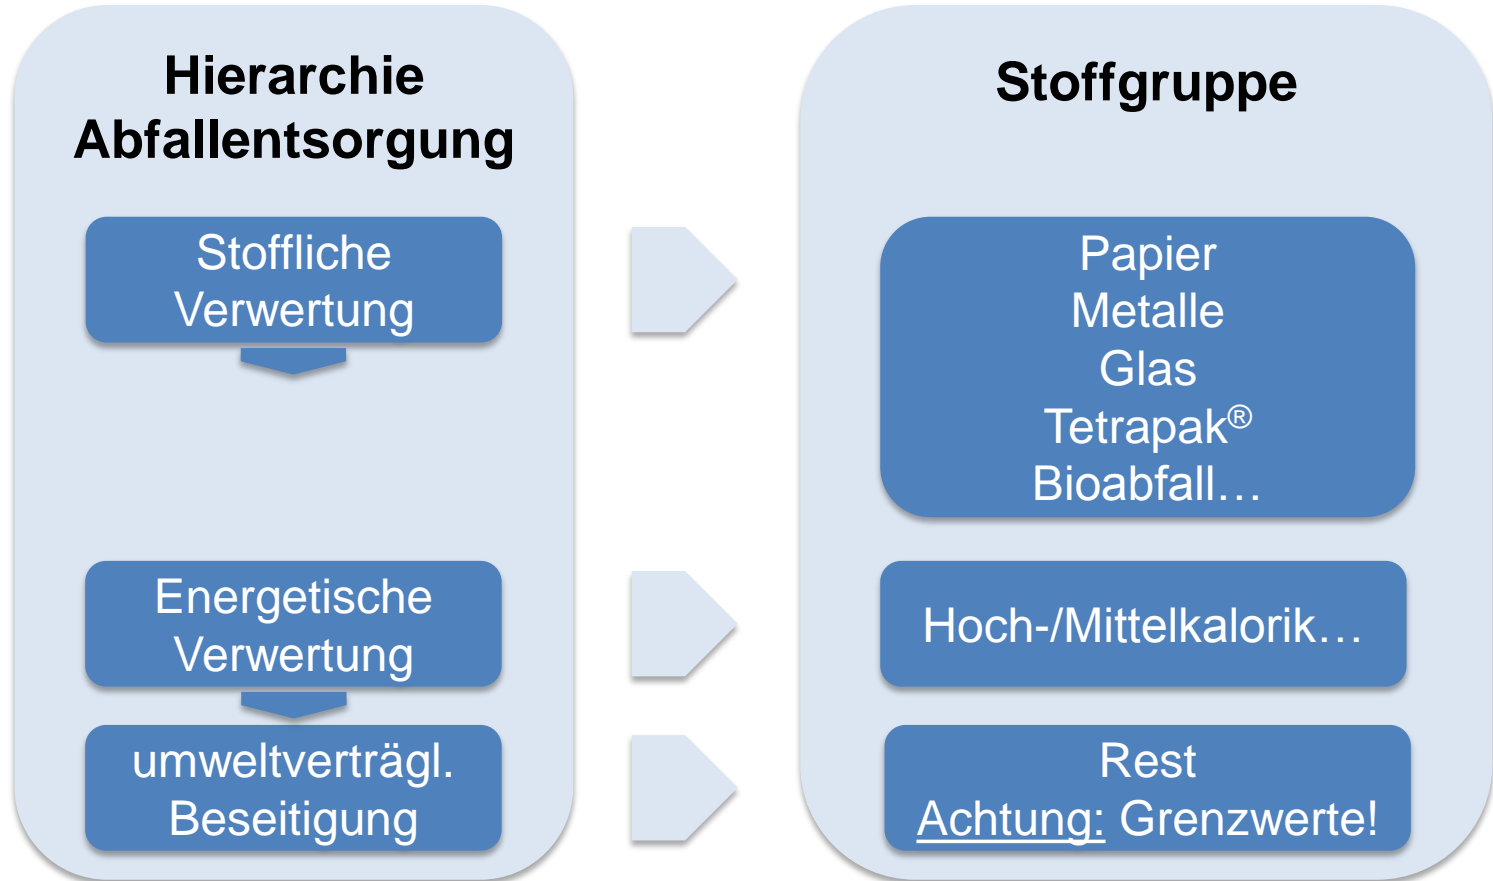 Hierarchie
Abfallentsorgung
Stoffliche
Verwertung
Energetische
Verwertung
umweltverträgl.
Beseitigung
Stoffgruppe
Papier
Metalle
Glas
Tetrapak®
Bioabfall…
Hoch-/Mittelkalorik…
Rest
Achtung: Grenzwerte!